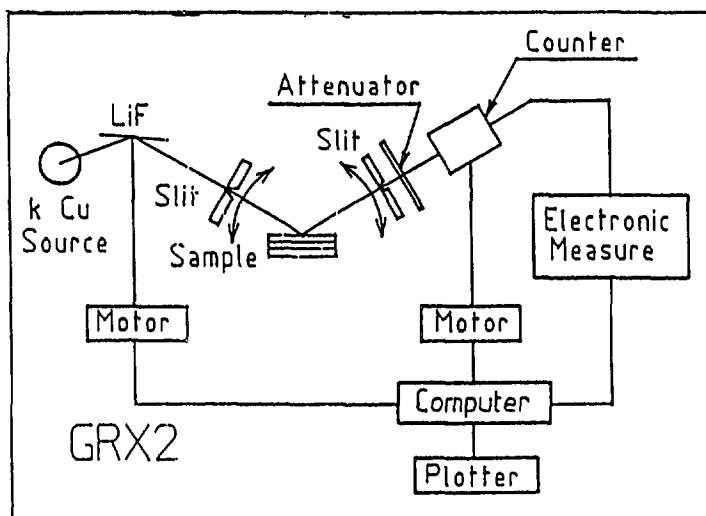 Counter
Attenuator
LiF
Slit
Slit
k Cu
Source
Sample
Electronic
Measure
Motor
Motor
Computer
GRX2
Plotter